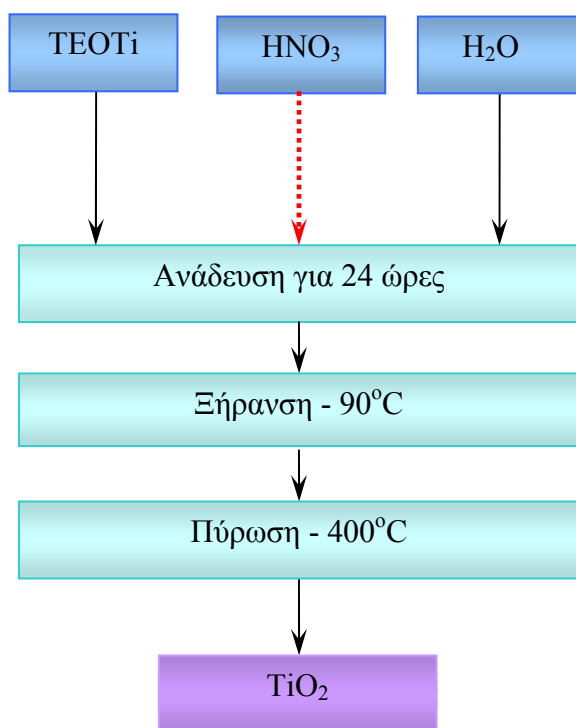 TEOTi
HNO₃
H₂O
Ανάδευση για 24 ώρες
Ξήρανση - 90°C
Πύρωση - 400°C
TiO₂